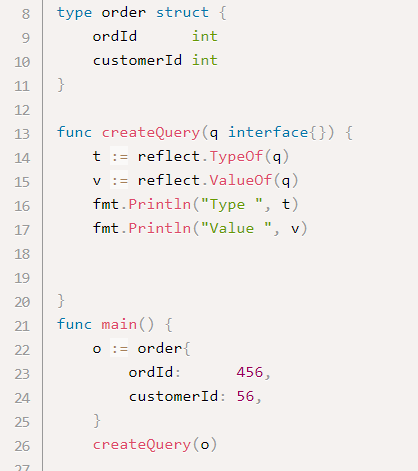 8 type order struct {
9     ordId      int
10     customerId int
11 }
12
13 func createQuery(q interface{}) {
14     t := reflect.TypeOf(q)
15     v := reflect.ValueOf(q)
16     fmt.Println("Type ", t)
17     fmt.Println("Value ", v)
18
19
20 }
21 func main() {
22     o := order{
23         ordId:      456,
24         customerId: 56,
25     }
26     createQuery(o)
27